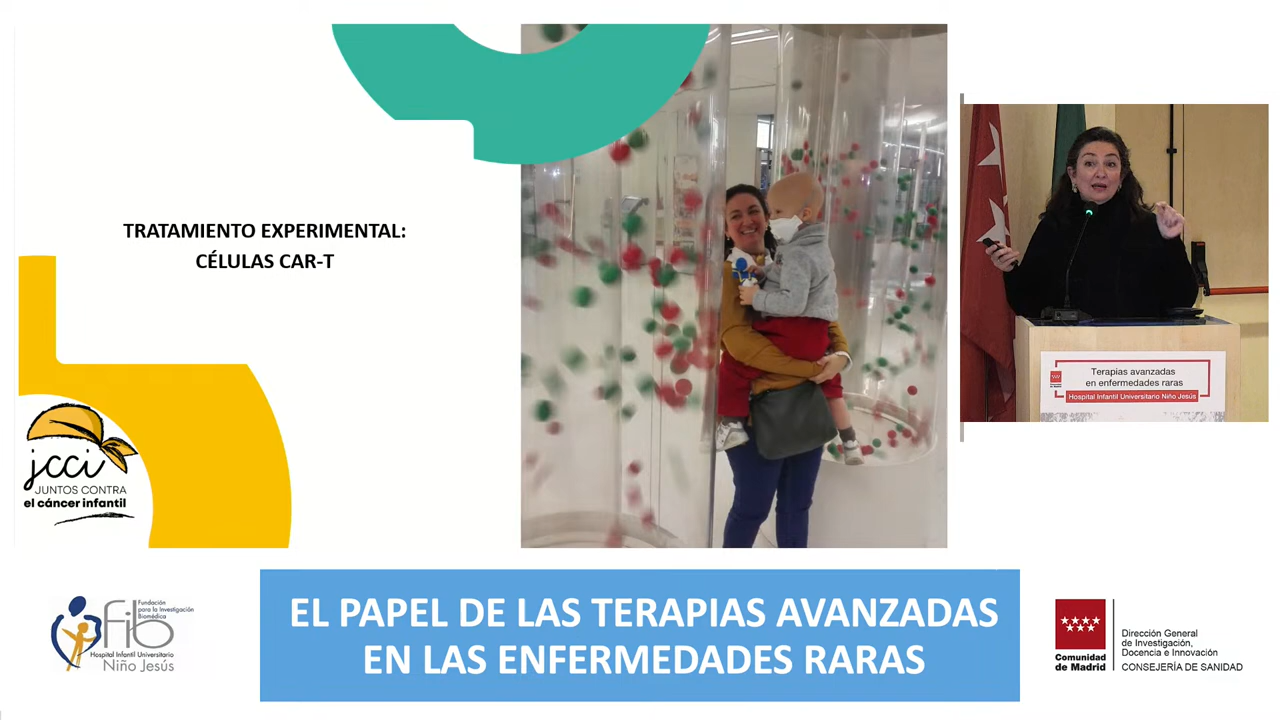 TRATAMIENTO EXPERIMENTAL:
CÉLULAS CAR-T
jcci
JUNTOS CONTRA
el cáncer infantil
Terapias avanzadas
en enfermedades raras
Hospital Infantil Universitario Niño Jesús
fib
Fundación
para la Investigación
Biomédica
Hospital Infantil Universitario
Niño Jesús
EL PAPEL DE LAS TERAPIAS AVANZADAS
EN LAS ENFERMEDADES RARAS
Comunidad
de Madrid
Dirección General
de Investigación,
Docencia e Innovación
CONSEJERÍA DE SANIDAD